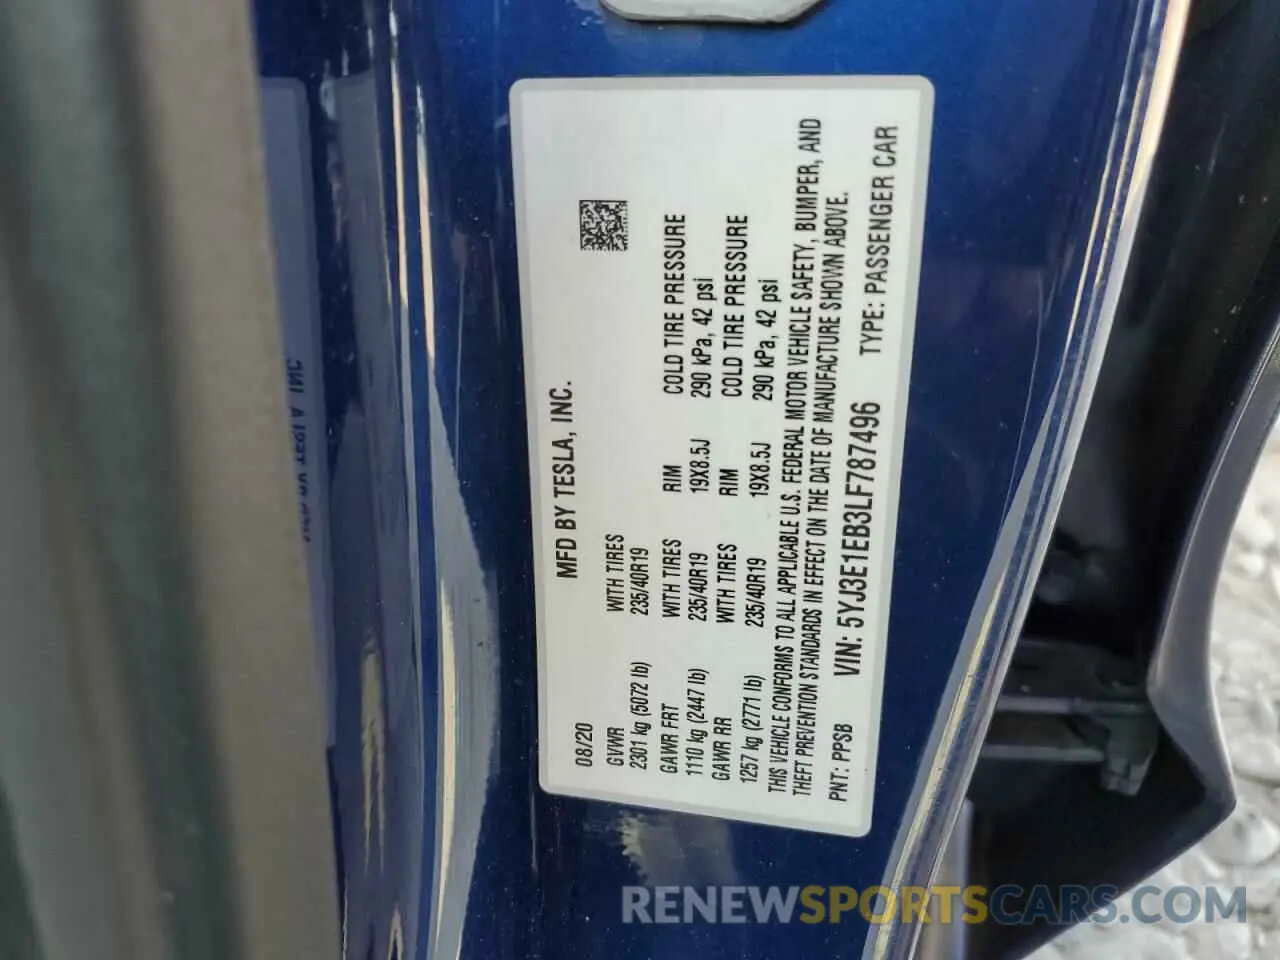 MFD BY TESLA, INC.
08/20
GVWR WITH TIRES
2301 kg (5072 lb) 235/40R19
GAWR FRT WITH TIRES RIM COLD TIRE PRESSURE
1110 kg (2447 lb) 235/40R19 19X8.5J 290 kPa, 42 psi
GAWR RR WITH TIRES RIM COLD TIRE PRESSURE
1257 kg (2771 lb) 235/40R19 19X8.5J 290 kPa, 42 psi
THIS VEHICLE CONFORMS TO ALL APPLICABLE U.S. FEDERAL MOTOR VEHICLE SAFETY, BUMPER, AND
THEFT PREVENTION STANDARDS IN EFFECT ON THE DATE OF MANUFACTURE SHOWN ABOVE.
PNT: PPSB VIN: 5YJ3E1EB3LF787496 TYPE: PASSENGER CAR
RENEWSPORTSCARS.COM